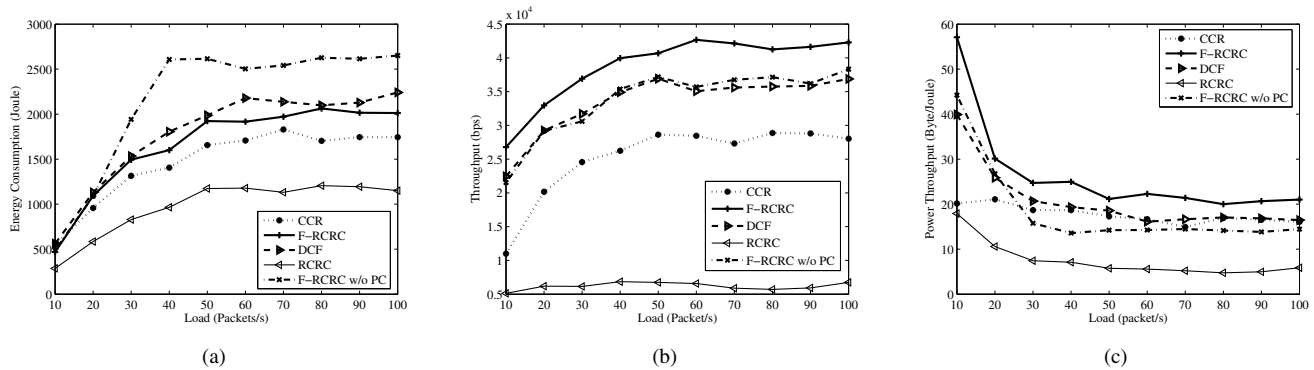 3000
2500
2000
1500
1000
500
0
Energy Consumption (Joule)
10 20 30 40 50 60 70 80 90 100
Load (Packets/s)
CCR
F−RCRC
DCF
RCRC
F−RCRC w/o PC
(a)
x 10^4
4.5
4
3.5
3
2.5
2
1.5
1
0.5
Throughput (bps)
10 20 30 40 50 60 70 80 90 100
Load (Packets/s)
CCR
F−RCRC
DCF
RCRC
F−RCRC w/o PC
(b)
60
50
40
30
20
10
0
Power Throughput (Byte/Joule)
10 20 30 40 50 60 70 80 90 100
Load (packet/s)
CCR
F−RCRC
DCF
RCRC
F−RCRC w/o PC
(c)